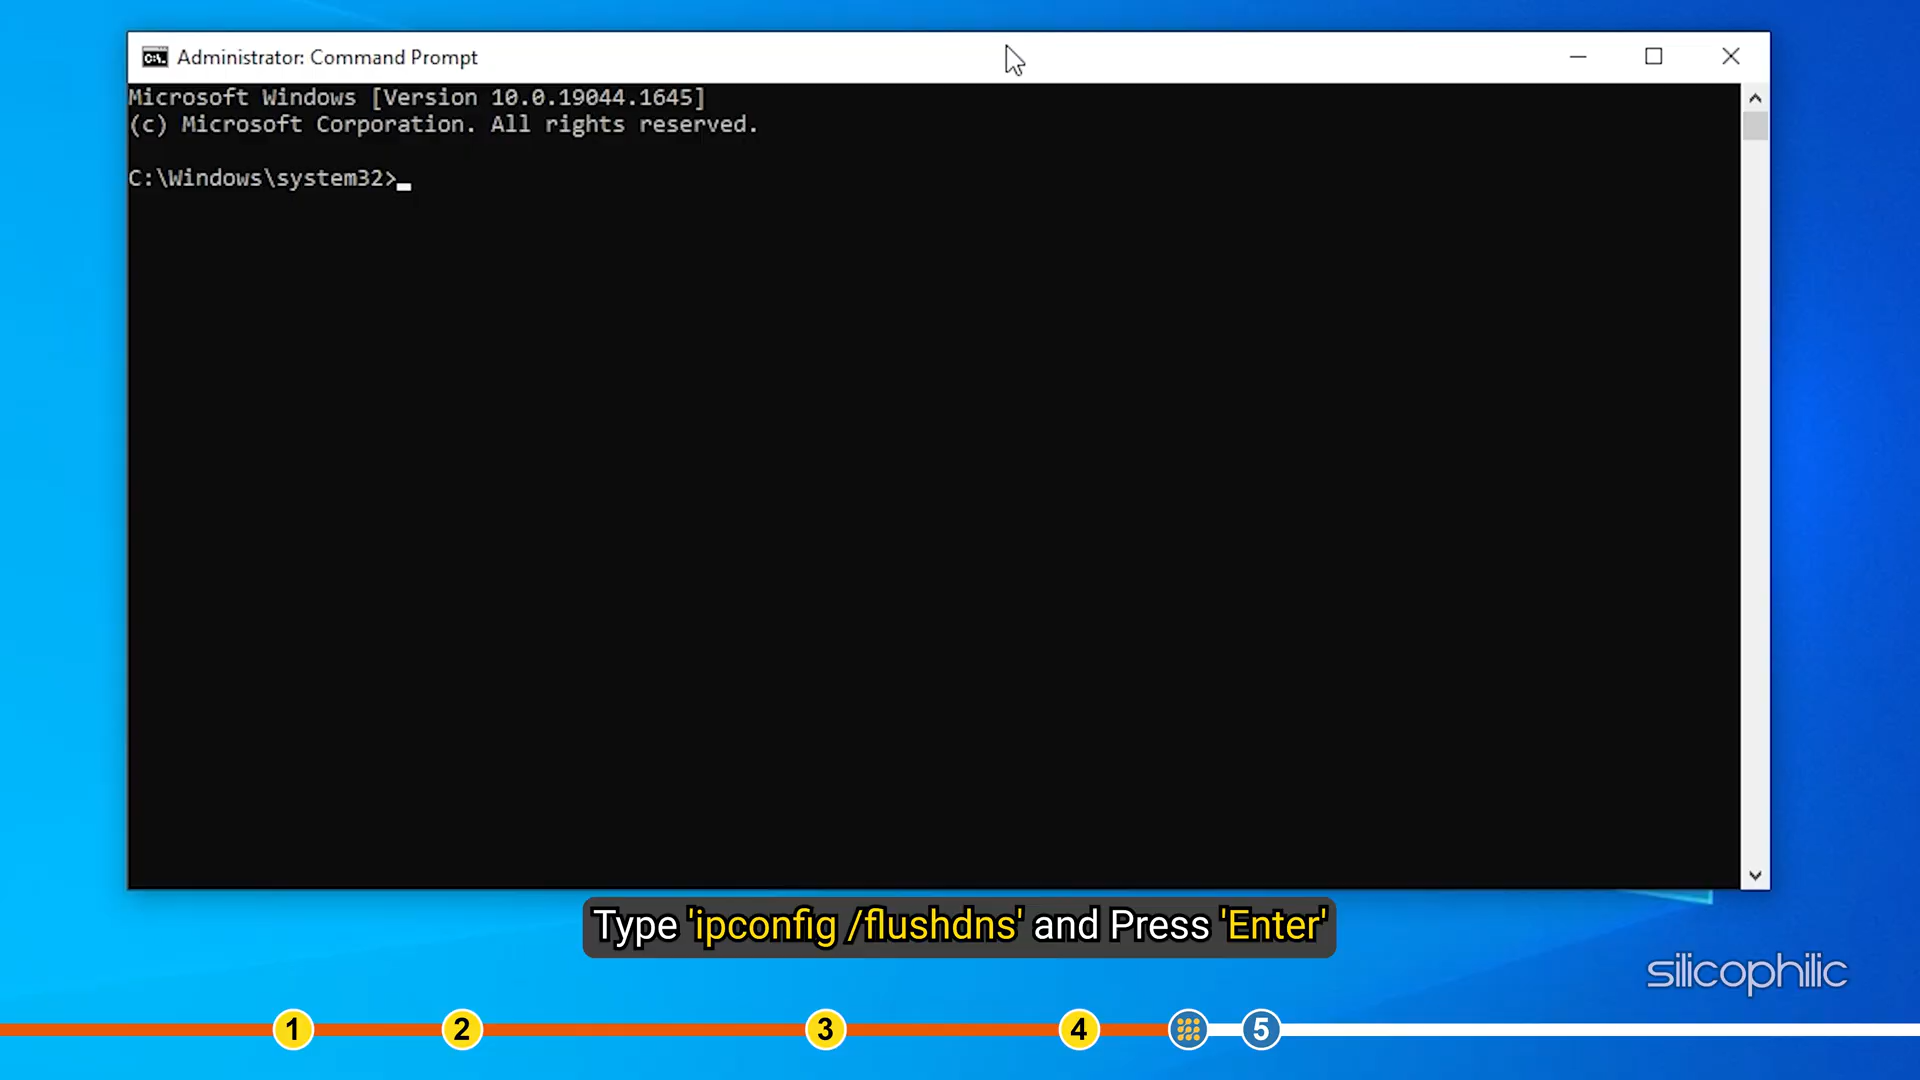 Administrator: Command Prompt
Microsoft Windows [Version 10.0.19044.1645]
(c) Microsoft Corporation. All rights reserved.
C:\Windows\system32>
Type 'ipconfig /flushdns' and Press 'Enter'
silicophilic
1 2 3 4 5